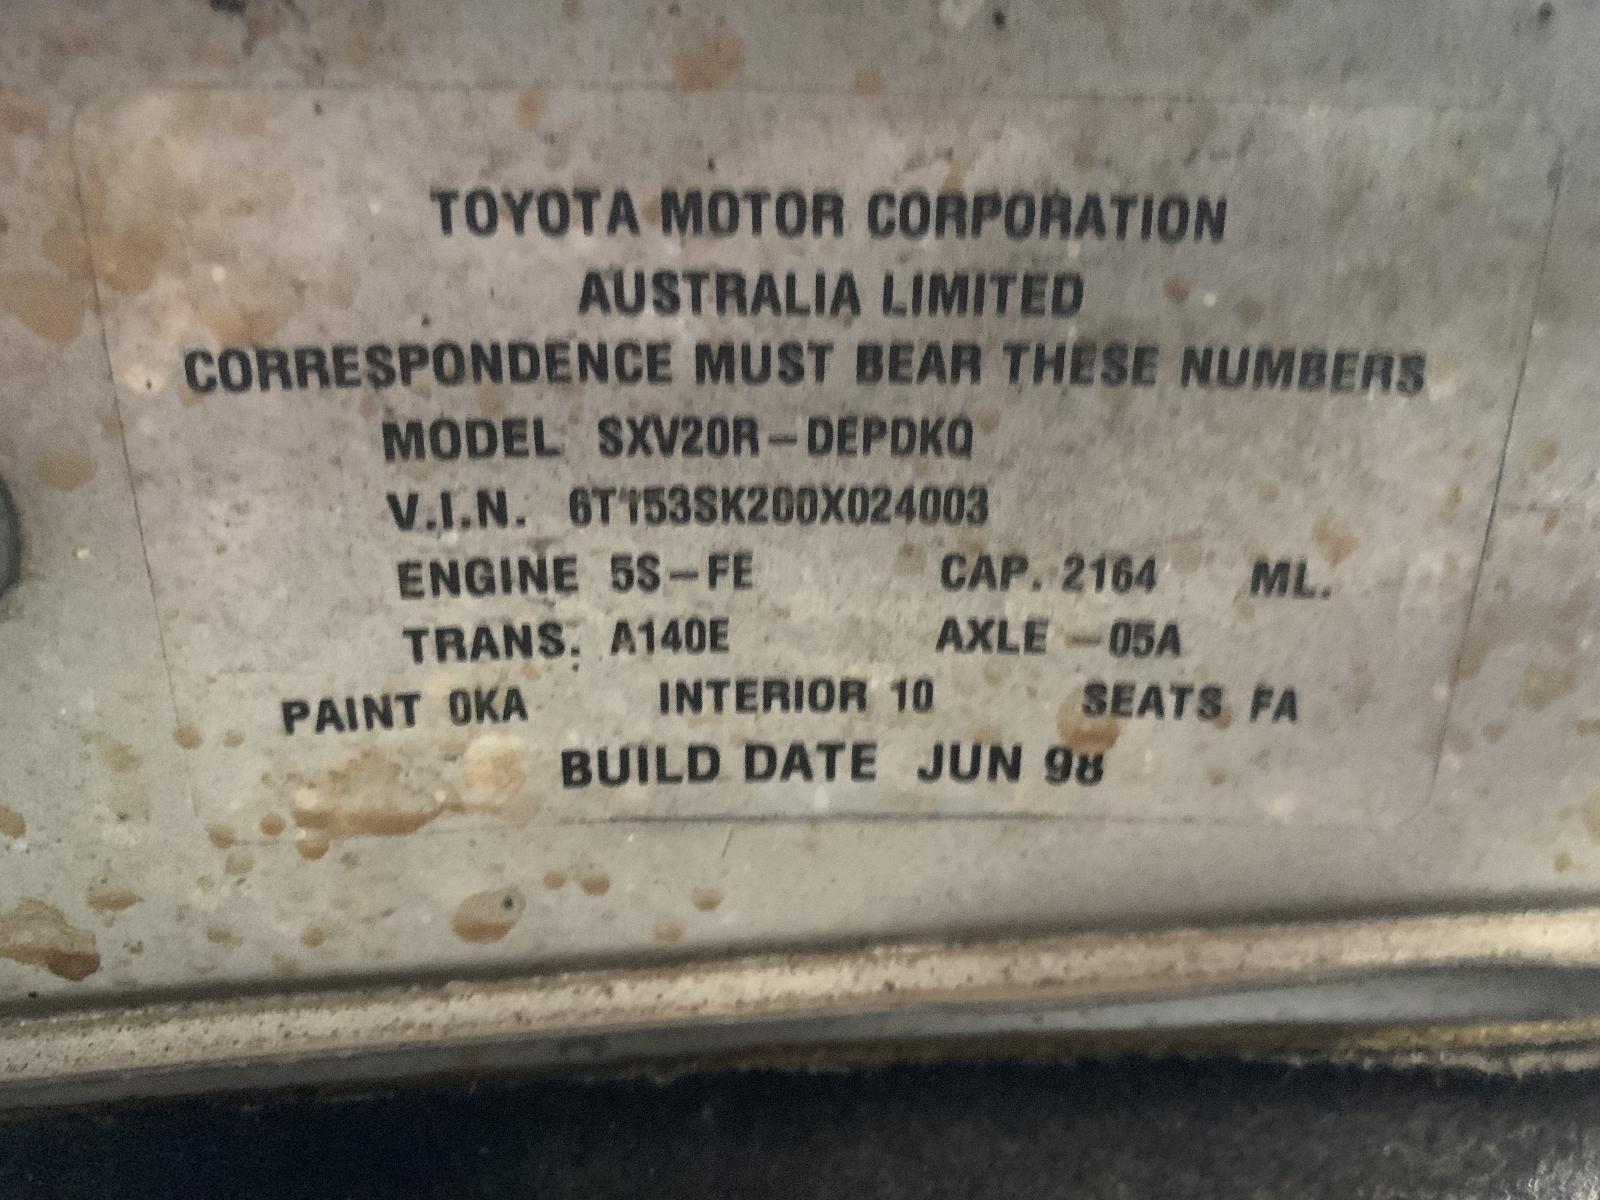 TOYOTA MOTOR CORPORATION
AUSTRALIA LIMITED
CORRESPONDENCE MUST BEAR THESE NUMBERS
MODEL SXV20R-DEPDKQ
V.I.N. 6T153SK200X024003
ENGINE 5S-FE CAP. 2164 ML.
TRANS. A140E AXLE -05A
PAINT 0KA INTERIOR 10 SEATS FA
BUILD DATE JUN 98